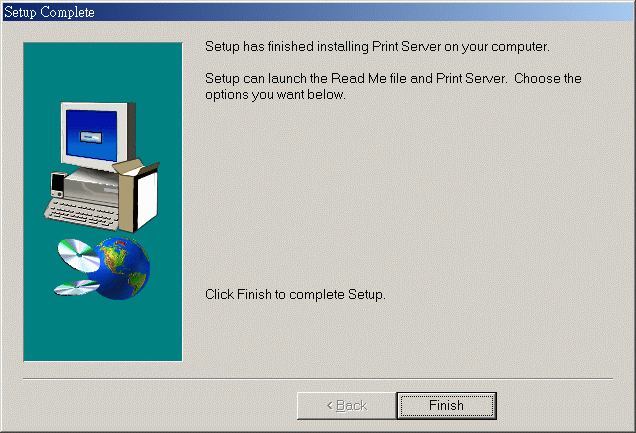 Setup Complete
Setup has finished installing Print Server on your computer.
Setup can launch the Read Me file and Print Server. Choose the
options you want below.
Click Finish to complete Setup.
< Back
Finish